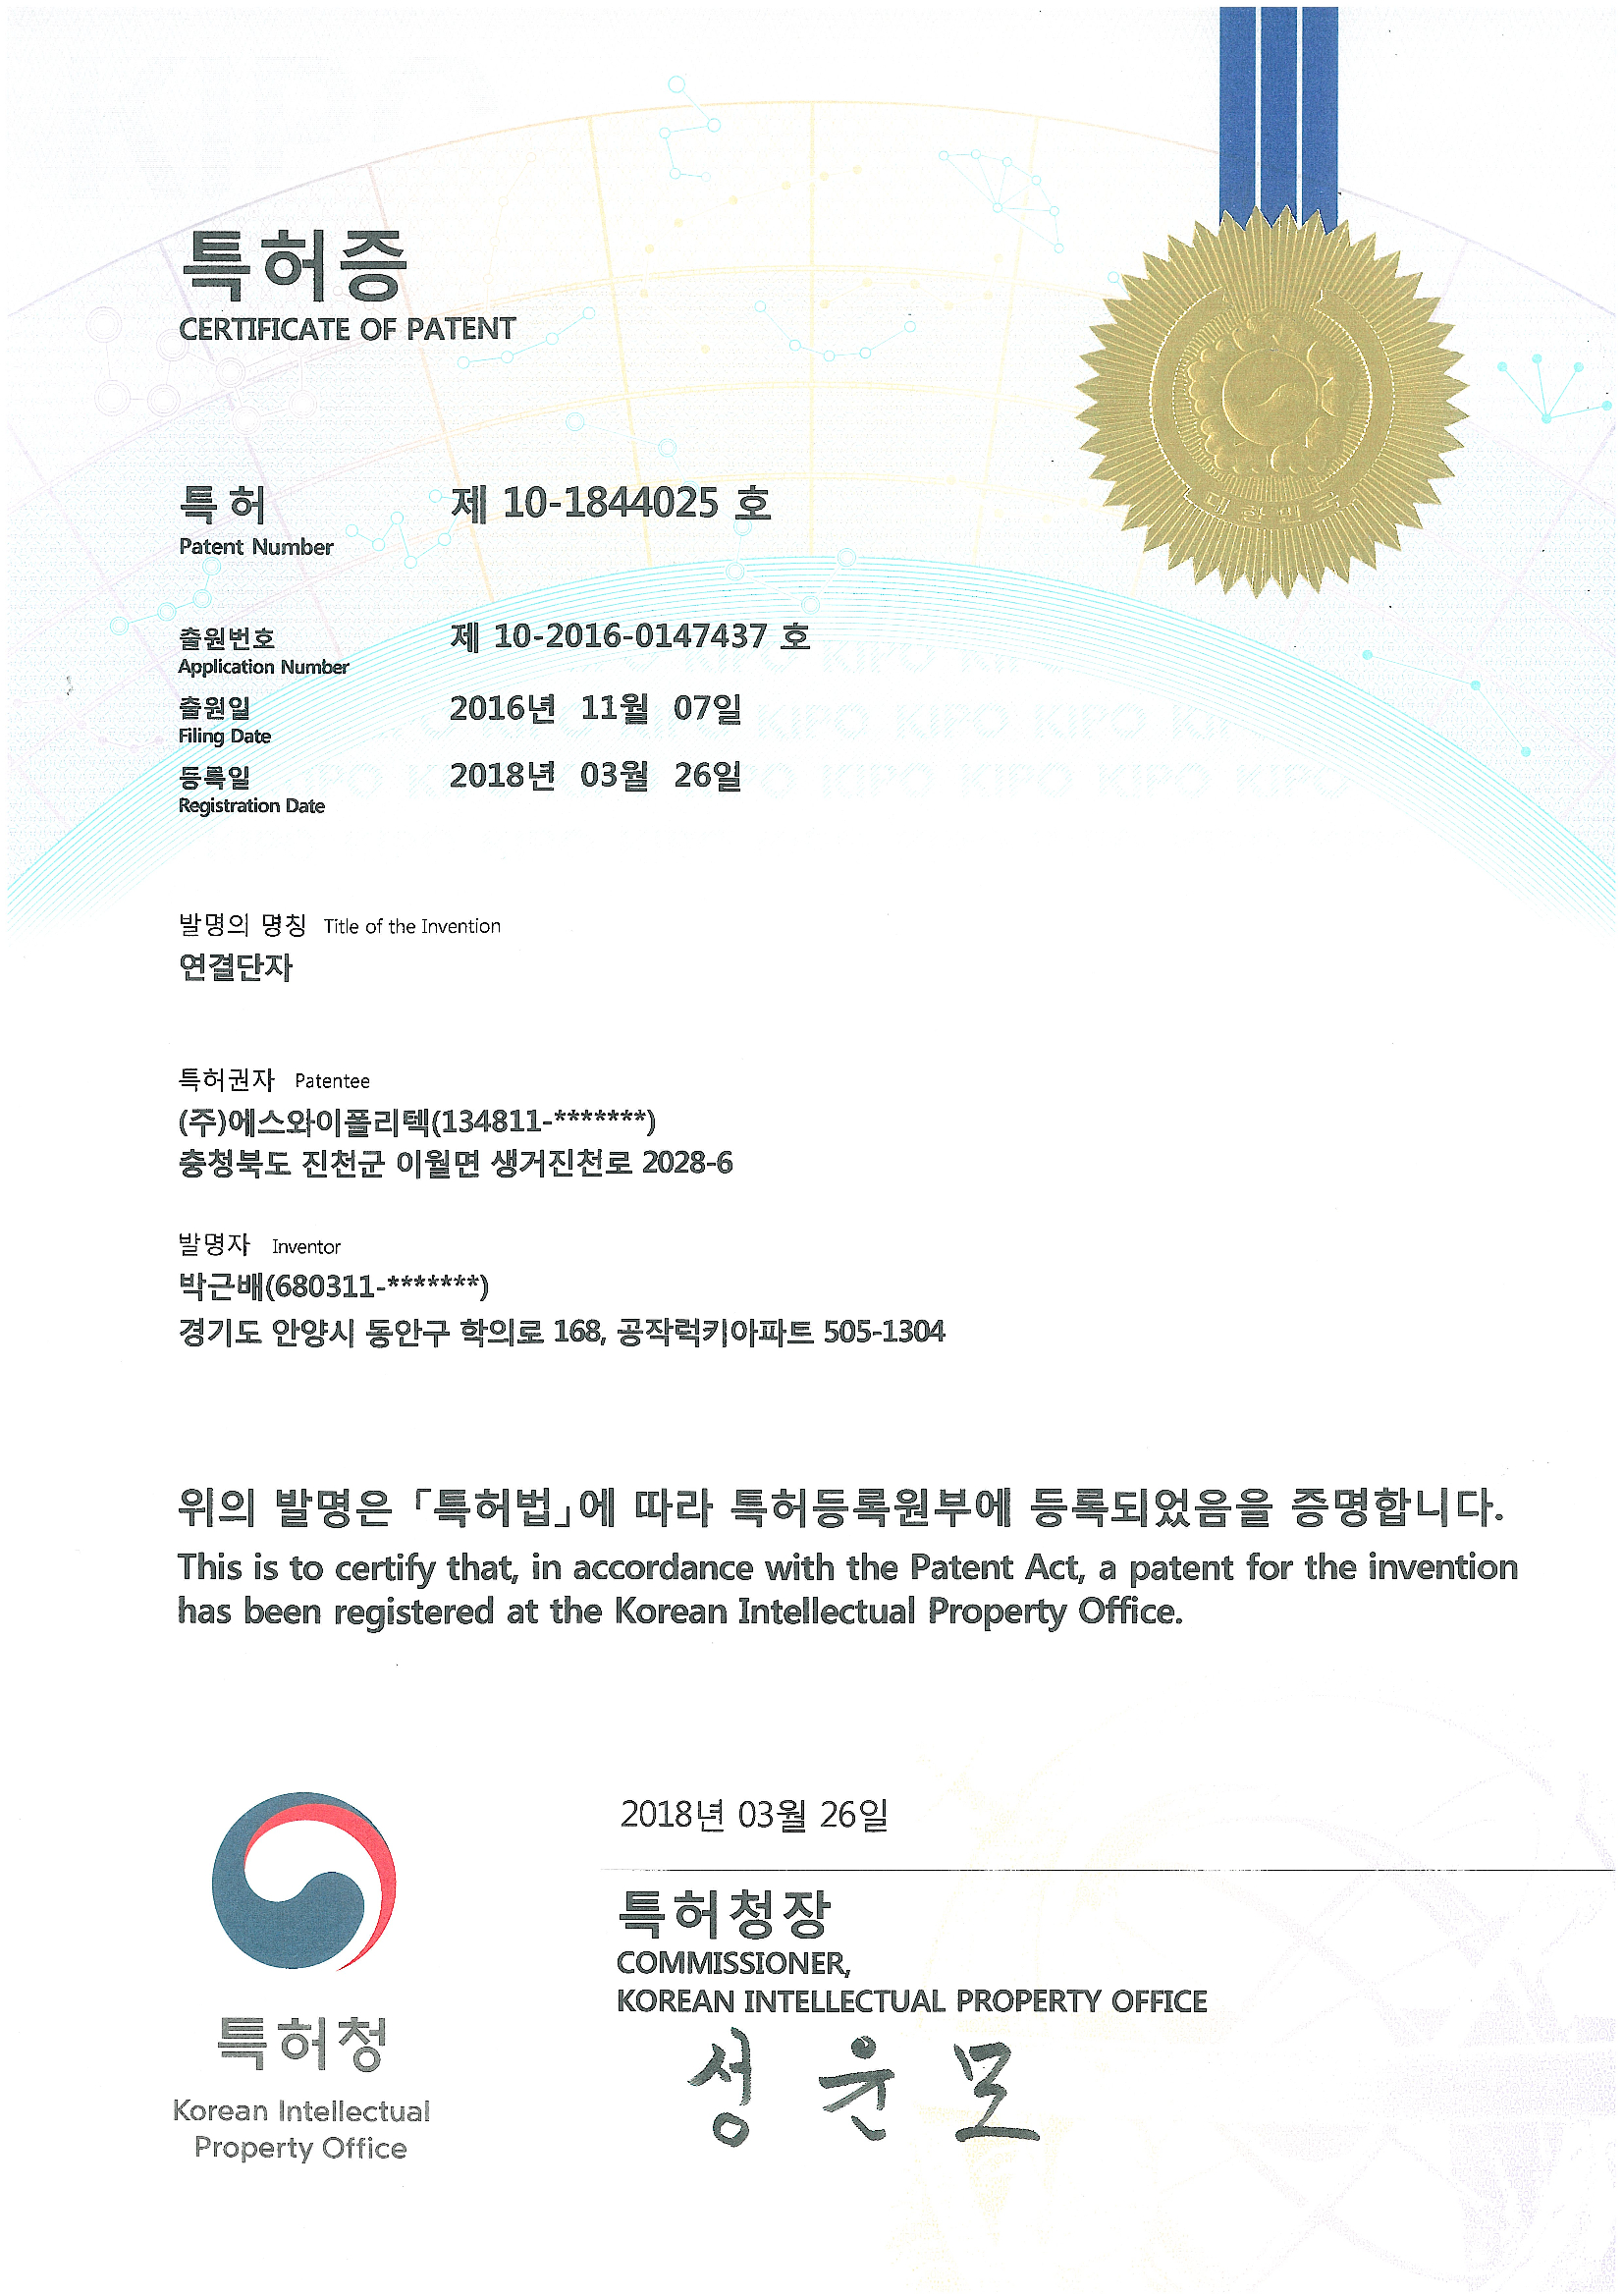 특허증
CERTIFICATE OF PATENT
대한민국
특허 제 10-1844025 호
Patent Number
출원번호 제 10-2016-0147437 호
Application Number
출원일 2016년 11월 07일
Filing Date
등록일 2018년 03월 26일
Registration Date
발명의 명칭 Title of the Invention
연결단자
특허권자 Patentee
(주)에스와이폴리텍(134811-*******)
충청북도 진천군 이월면 생거진천로 2028-6
발명자 Inventor
박근배(680311-*******)
경기도 안양시 동안구 학의로 168, 공작럭키아파트 505-1304
위의 발명은 「특허법」에 따라 특허등록원부에 등록되었음을 증명합니다.
This is to certify that, in accordance with the Patent Act, a patent for the invention
has been registered at the Korean Intellectual Property Office.
2018년 03월 26일
특허청장
COMMISSIONER,
KOREAN INTELLECTUAL PROPERTY OFFICE
성윤모
특허청
Korean Intellectual
Property Office